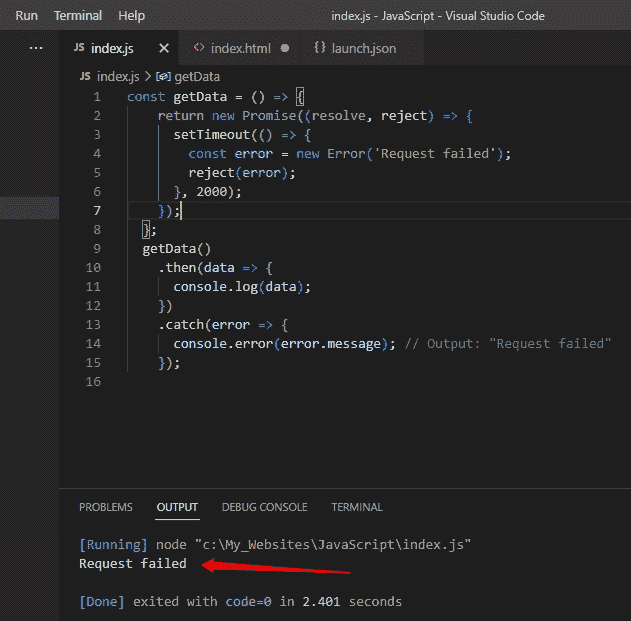 Run Terminal Help index.js - JavaScript - Visual Studio Code
... JS index.js × <> index.html ● {} launch.json
JS index.js > getData
1 const getData = () => {
2 return new Promise((resolve, reject) => {
3 setTimeout(() => {
4 const error = new Error('Request failed');
5 reject(error);
6 }, 2000);
7 });
8 };
9 getData()
10 .then(data => {
11 console.log(data);
12 })
13 .catch(error => {
14 console.error(error.message); // Output: "Request failed"
15 });
16
PROBLEMS OUTPUT DEBUG CONSOLE TERMINAL
[Running] node "c:\My_Websites\JavaScript\index.js"
Request failed
[Done] exited with code=0 in 2.401 seconds